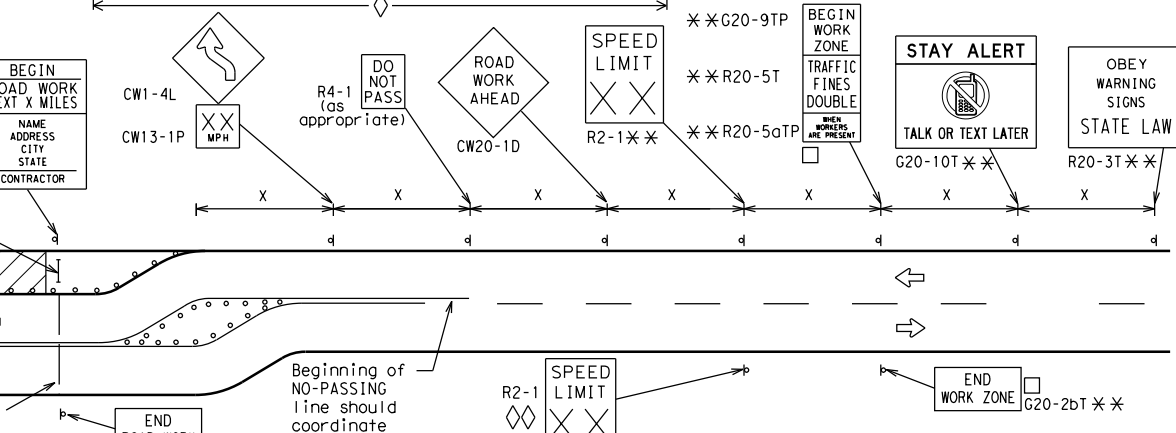 BEGIN
ROAD WORK
NEXT X MILES
NAME
ADDRESS
CITY
STATE
CONTRACTOR
CW1-4L
XX
MPH
CW13-1P
R4-1
(as
appropriate)
DO
NOT
PASS
ROAD
WORK
AHEAD
CW20-1D
SPEED
LIMIT
X X
R2-1**
**G20-9TP
**R20-5T
**R20-5aTP
BEGIN
WORK
ZONE
TRAFFIC
FINES
DOUBLE
WHEN
WORKERS
ARE PRESENT
STAY ALERT
TALK OR TEXT LATER
G20-10T**
OBEY
WARNING
SIGNS
STATE LAW
R20-3T**
X X X X X X X
Beginning of
NO-PASSING
line should
coordinate
R2-1
SPEED
LIMIT
X X
END
WORK ZONE
G20-2bT**
END